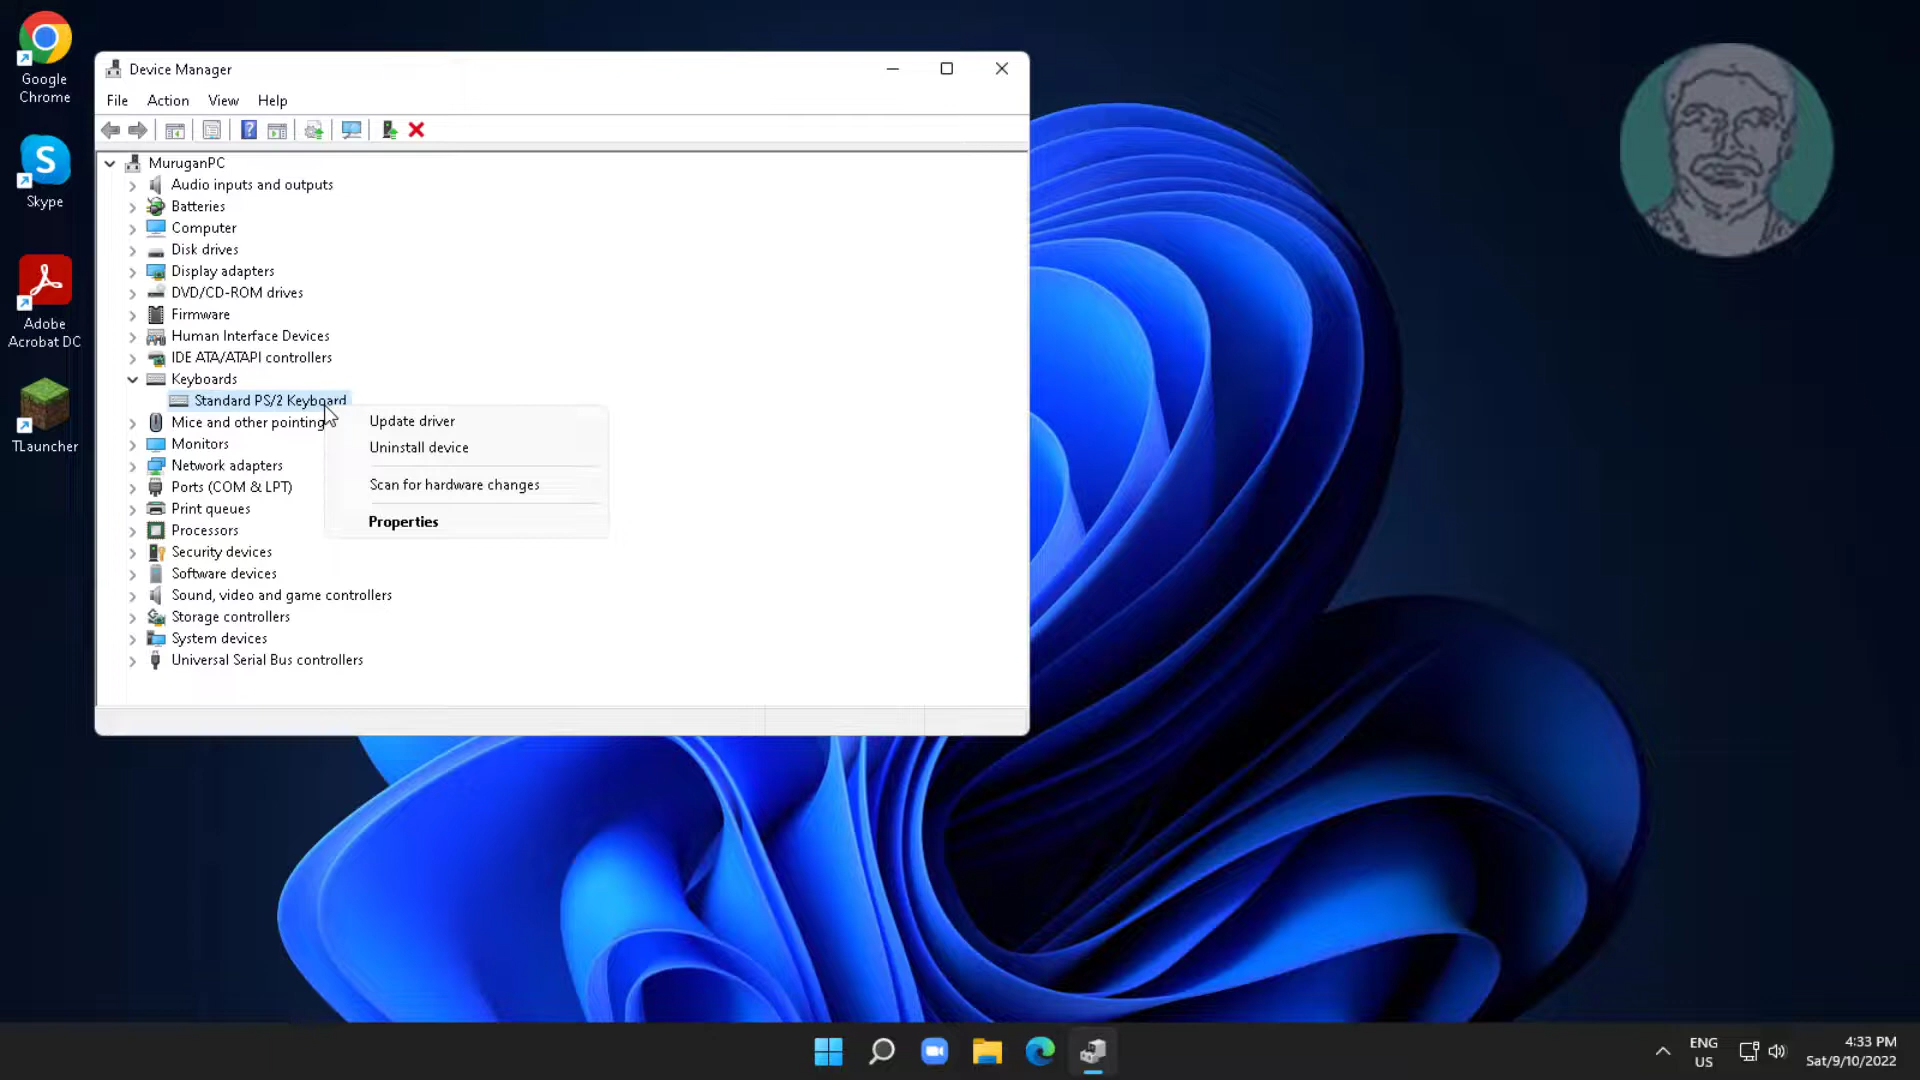 Google
Chrome
Skype
Adobe
Acrobat DC
TLauncher
Device Manager
File Action View Help
MuruganPC
Audio inputs and outputs
Batteries
Computer
Disk drives
Display adapters
DVD/CD-ROM drives
Firmware
Human Interface Devices
IDE ATA/ATAPI controllers
Keyboards
Standard PS/2 Keyboard
Mice and other pointing
Monitors
Network adapters
Ports (COM & LPT)
Print queues
Processors
Security devices
Software devices
Sound, video and game controllers
Storage controllers
System devices
Universal Serial Bus controllers
Update driver
Uninstall device
Scan for hardware changes
Properties
ENG
US
4:33 PM
Sat/9/10/2022